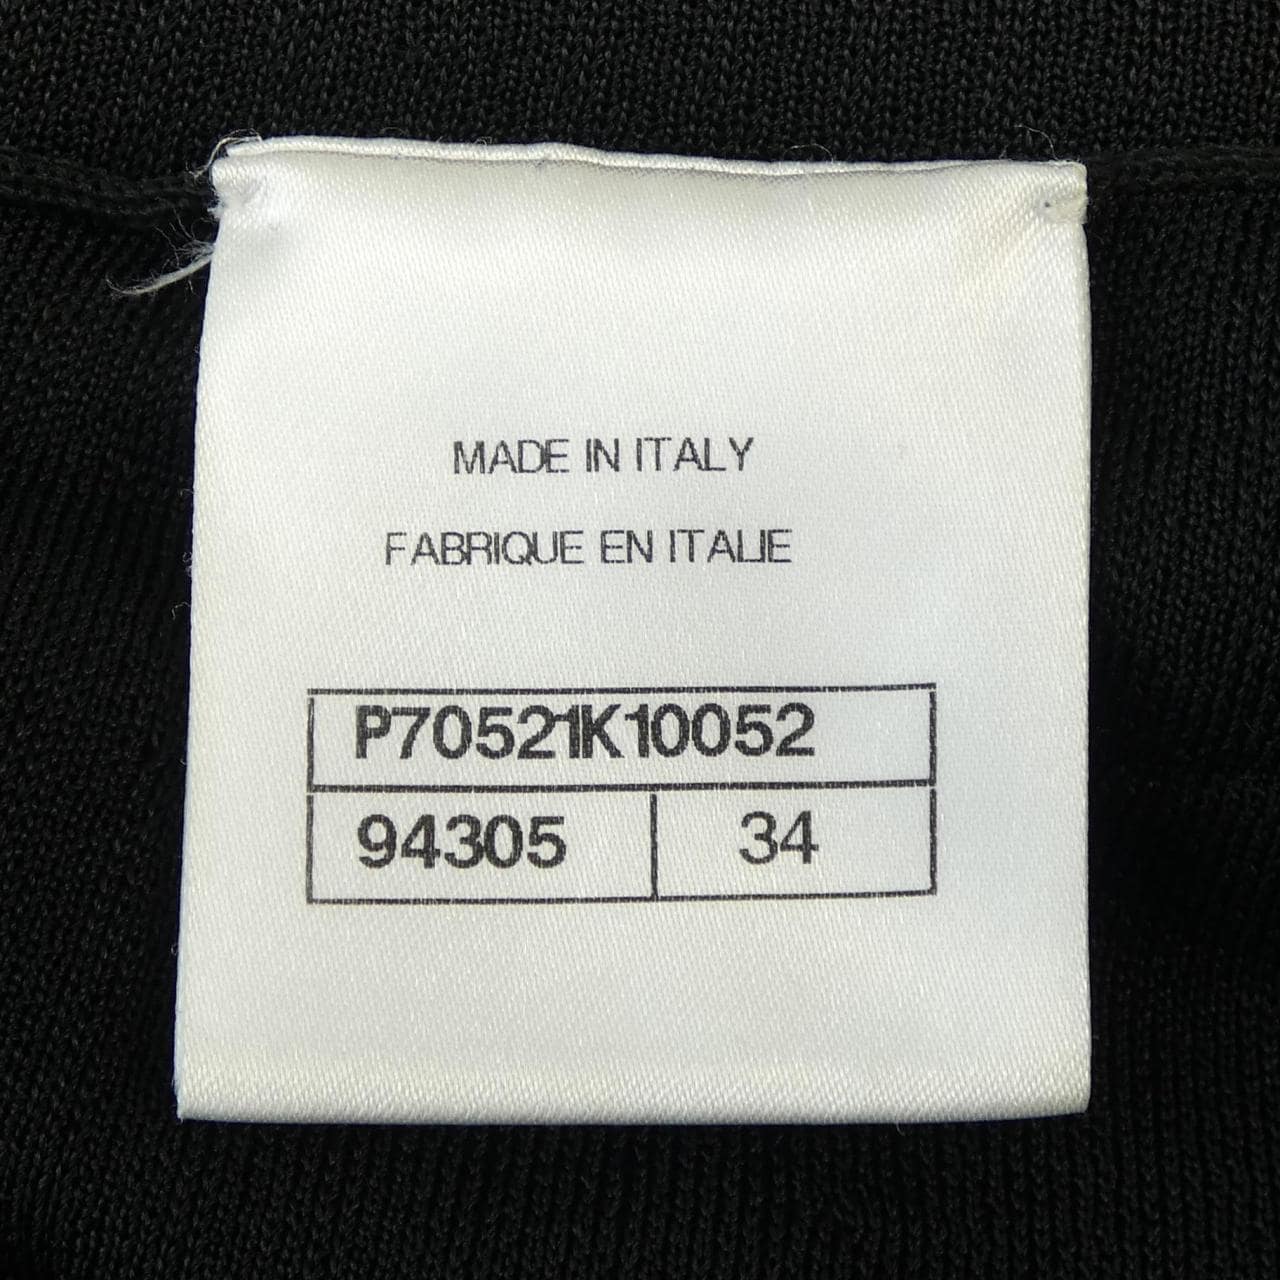 MADE IN ITALY
FABRIQUE EN ITALIE
P70521K10052
94305 34